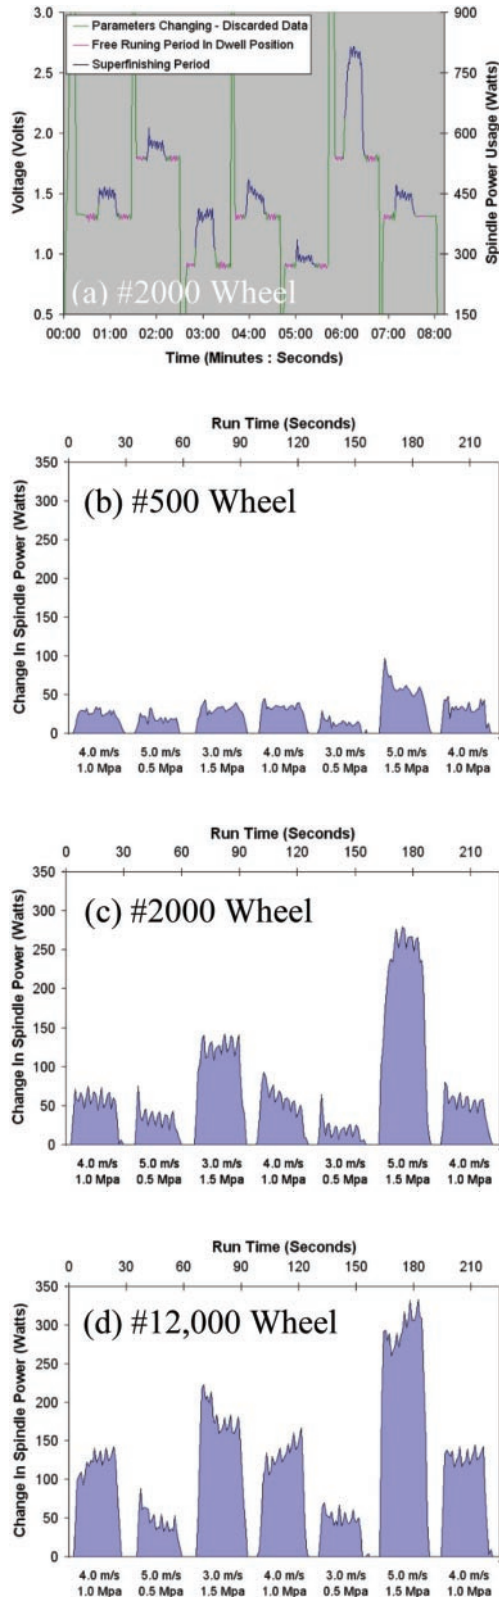 Parameters Changing - Discarded Data
Free Runing Period In Dwell Position
Superfinishing Period
3.0
2.5
2.0
1.5
1.0
0.5
Voltage (Volts)
900
750
600
450
300
150
Spindle Power Usage (Watts)
(a) #2000 Wheel
00:00 01:00 02:00 03:00 04:00 05:00 06:00 07:00 08:00
Time (Minutes : Seconds)
Run Time (Seconds)
0 30 60 90 120 150 180 210
350
300
250
200
150
100
50
0
Change In Spindle Power (Watts)
(b) #500 Wheel
4.0 m/s 5.0 m/s 3.0 m/s 4.0 m/s 3.0 m/s 5.0 m/s 4.0 m/s
1.0 Mpa 0.5 Mpa 1.5 Mpa 1.0 Mpa 0.5 Mpa 1.5 Mpa 1.0 Mpa
Run Time (Seconds)
0 30 60 90 120 150 180 210
350
300
250
200
150
100
50
0
Change In Spindle Power (Watts)
(c) #2000 Wheel
4.0 m/s 5.0 m/s 3.0 m/s 4.0 m/s 3.0 m/s 5.0 m/s 4.0 m/s
1.0 Mpa 0.5 Mpa 1.5 Mpa 1.0 Mpa 0.5 Mpa 1.5 Mpa 1.0 Mpa
Run Time (Seconds)
0 30 60 90 120 150 180 210
350
300
250
200
150
100
50
0
Change In Spindle Power (Watts)
(d) #12,000 Wheel
4.0 m/s 5.0 m/s 3.0 m/s 4.0 m/s 3.0 m/s 5.0 m/s 4.0 m/s
1.0 Mpa 0.5 Mpa 1.5 Mpa 1.0 Mpa 0.5 Mpa 1.5 Mpa 1.0 Mpa